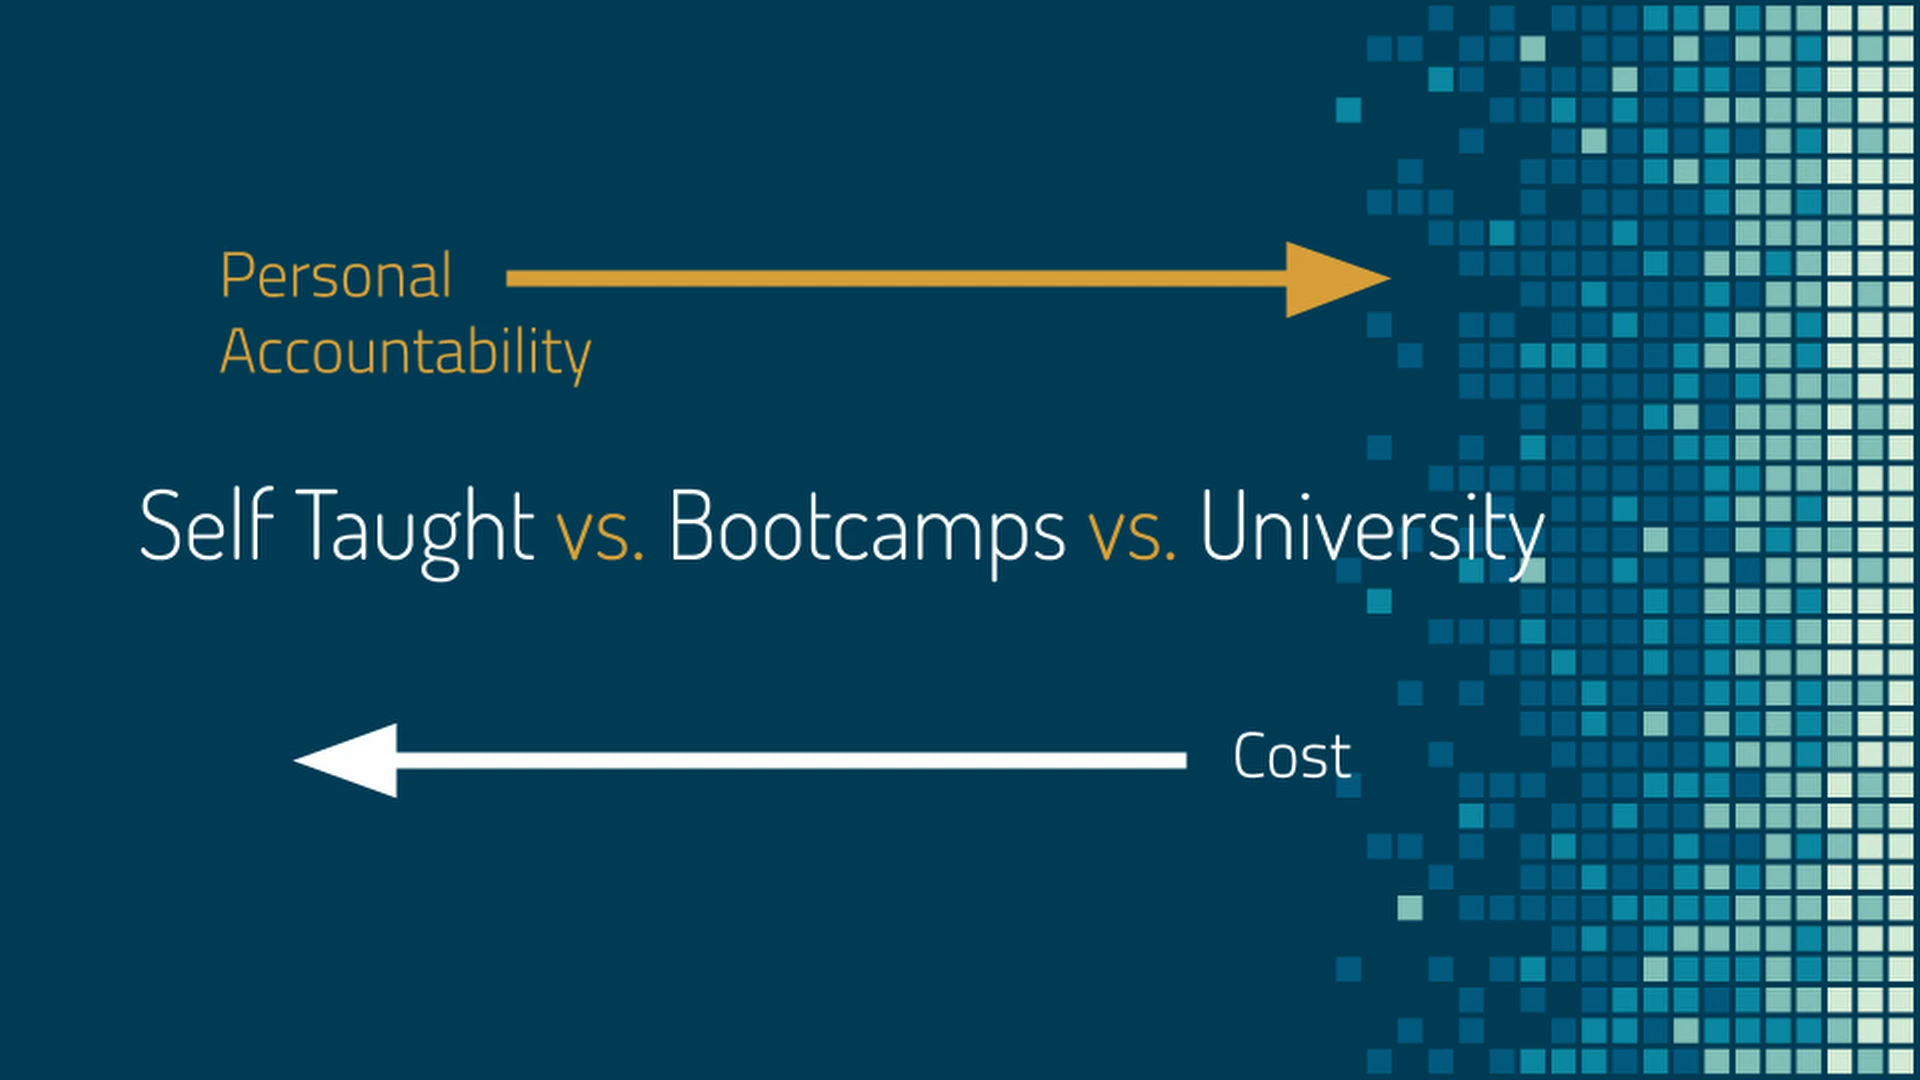 Personal
Accountability
Self Taught vs. Bootcamps vs. University
Cost